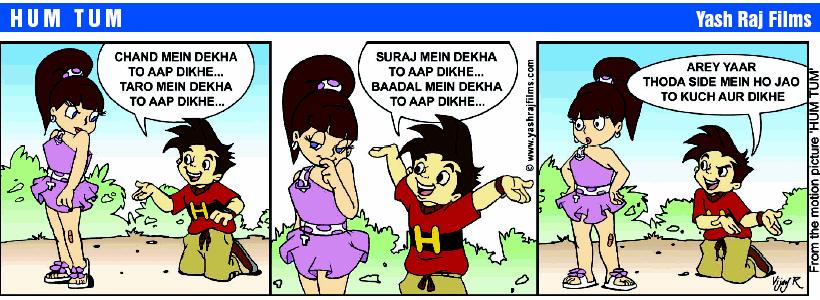 HUM TUM
Yash Raj Films
CHAND MEIN DEKHA
TO AAP DIKHE...
TARO MEIN DEKHA
TO AAP DIKHE...
SURAJ MEIN DEKHA
TO AAP DIKHE...
BAADAL MEIN DEKHA
TO AAP DIKHE...
© www.yashrajfilms.com
AREY YAAR
THODA SIDE MEIN HO JAO
TO KUCH AUR DIKHE
From the motion picture 'HUM TUM'
H
H
H
Vijay R